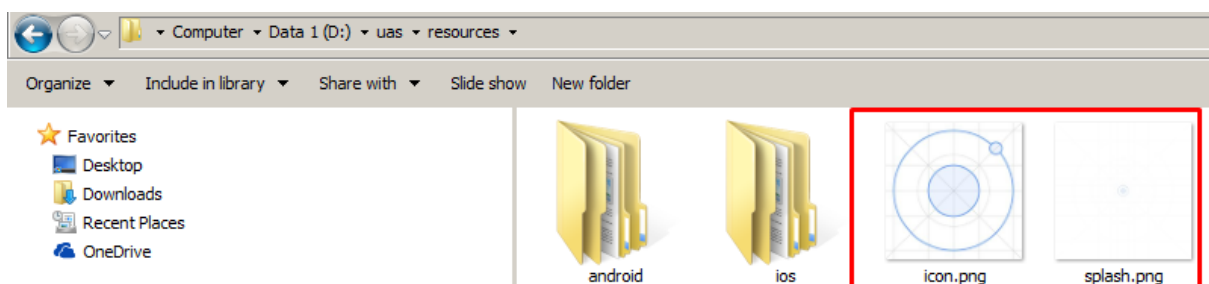 Computer Data 1 (D:) uas resources
Organize Include in library Share with Slide show New folder
Favorites
Desktop
Downloads
Recent Places
OneDrive
android ios icon.png splash.png